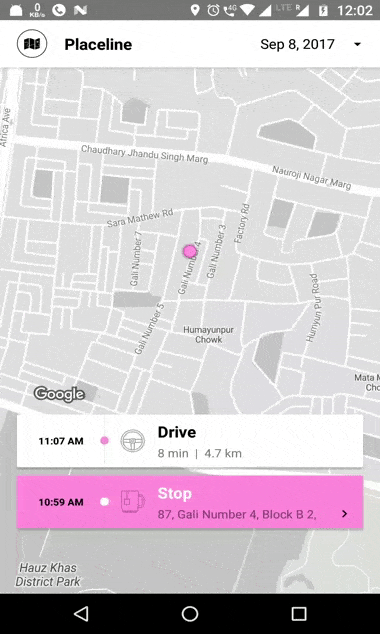 0
KB/s
4G
LTE
R
12:02
Placeline
Sep 8, 2017
Africa Ave
Chaudhary Jhandu Singh Marg
Nauroji Nagar Marg
Sara Mathew Rd
Factory Rd
Gali Number 7
Gali Number 4
Gali Number 3
Gali Number 5
Humayunpur
Chowk
Humyun Pur Road
Mata M
Google
11:07 AM
Drive
8 min | 4.7 km
10:59 AM
Stop
87, Gali Number 4, Block B 2,
Hauz Khas
District Park